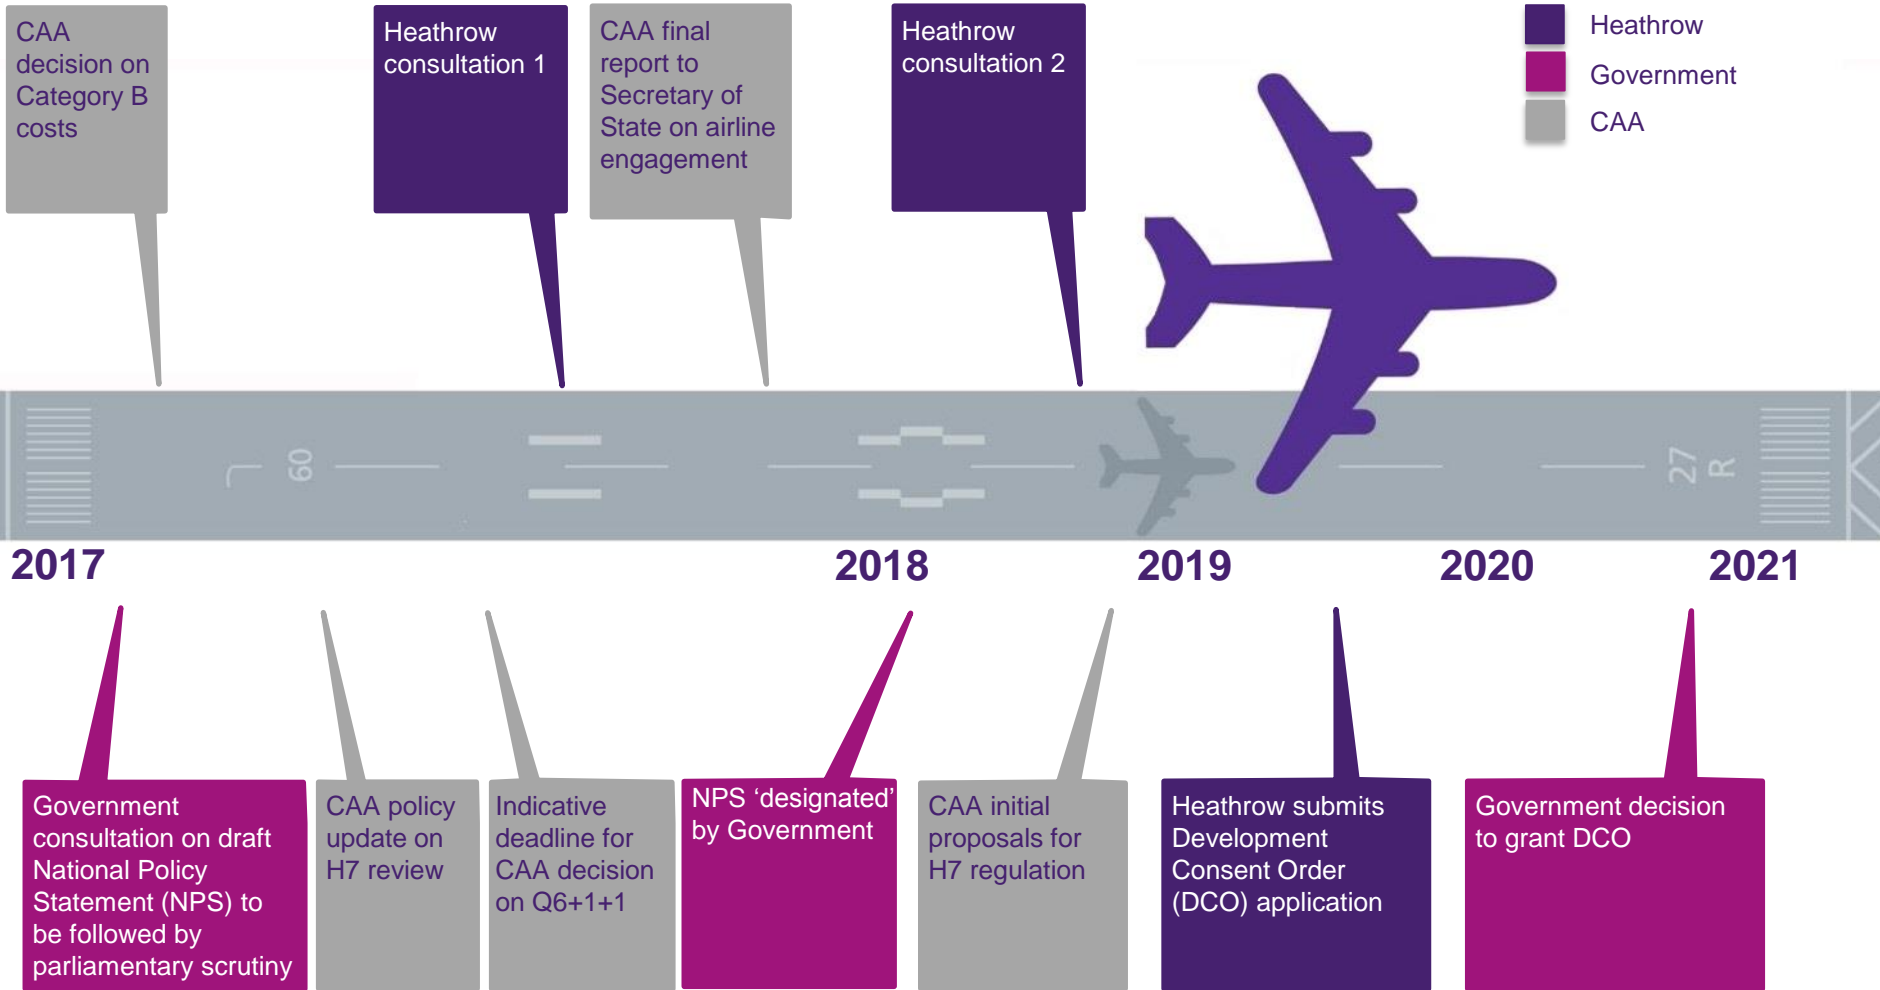 CAA
decision on
Category B
costs
Heathrow
consultation 1
CAA final
report to
Secretary of
State on airline
engagement
Heathrow
consultation 2
Heathrow
Government
CAA
L
09
27
R
2017
2018
2019
2020
2021
Government
consultation on draft
National Policy
Statement (NPS) to
be followed by
parliamentary scrutiny
CAA policy
update on
H7 review
Indicative
deadline for
CAA decision
on Q6+1+1
NPS ‘designated’
by Government
CAA initial
proposals for
H7 regulation
Heathrow submits
Development
Consent Order
(DCO) application
Government decision
to grant DCO